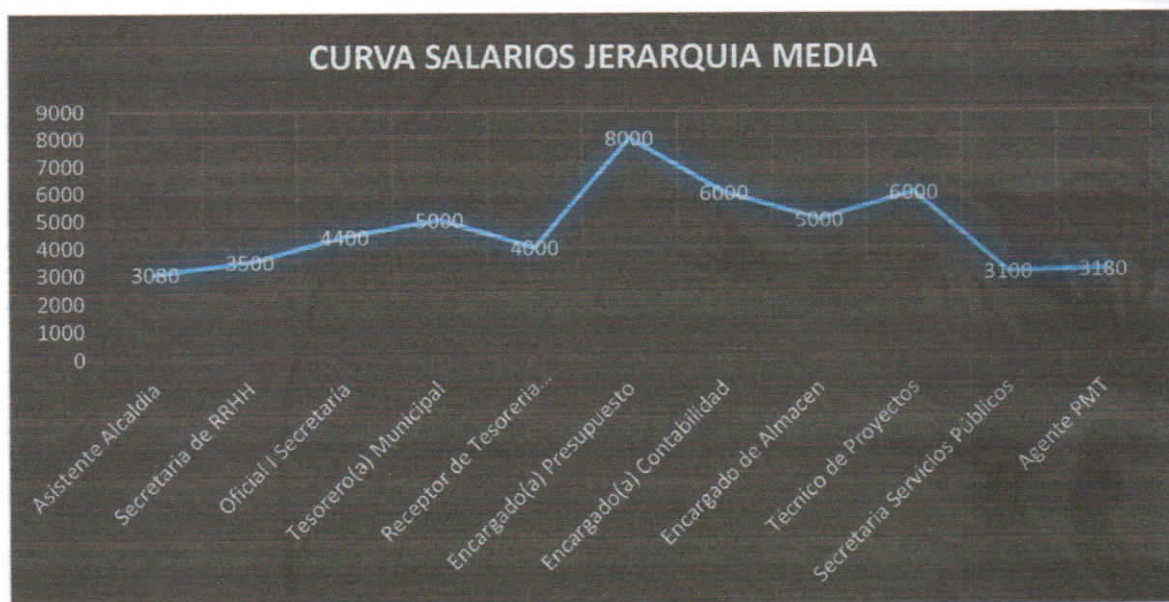 CURVA SALARIOS JERARQUIA MEDIA
9000
8000
7000
6000
5000
4000
3000
2000
1000
0
3080
3500
4400
5000
4000
8000
6000
5000
6000
3100
3180
Asistente Alcaldia
Secretaria de RRHH
Oficial I Secretaría
Tesorero(a) Municipal
Receptor de Tesorería...
Encargado(a) Presupuesto
Encargado(a) Contabilidad
Encargado de Almacen
Técnico de Proyectos
Secretaria Servicios Públicos
Agente PMT